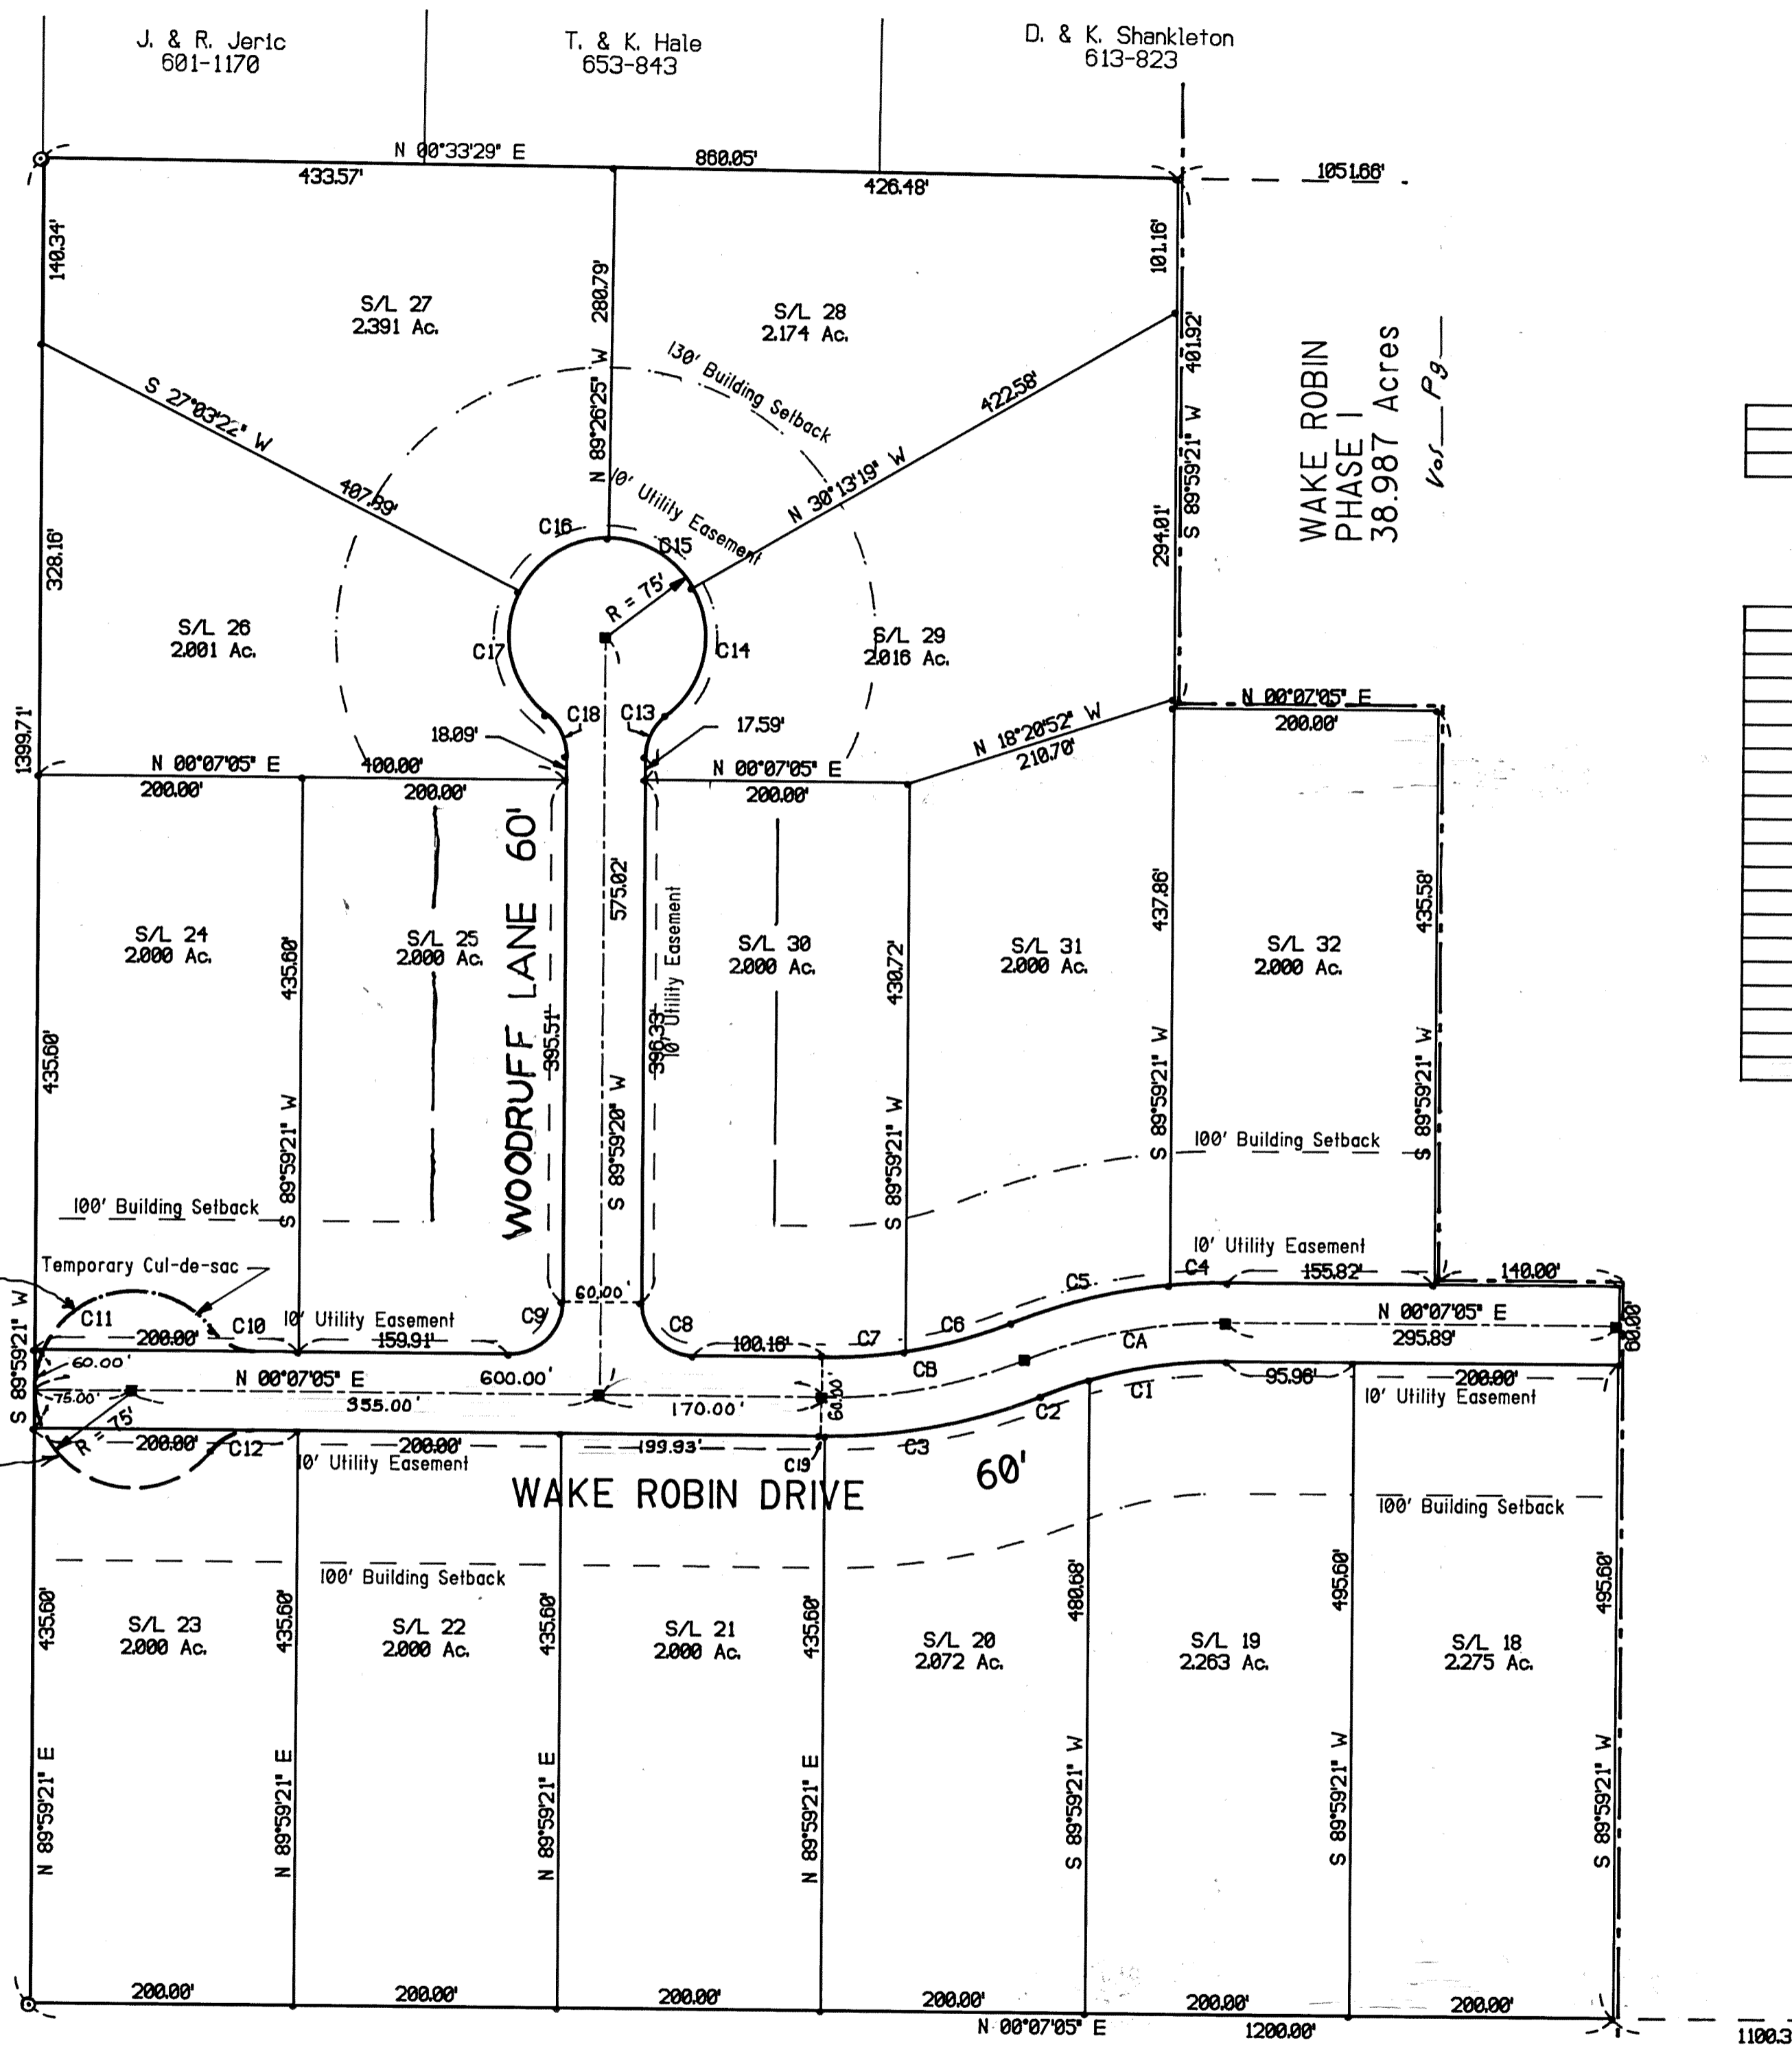 J. & R. Jeric
601-1170
T. & K. Hale
653-843
D. & K. Shankleton
613-823
N 00°33'29" E
860.05'
433.57'
426.48'
1051.66'
140.34'
S/L 27
2.391 Ac.
280.79'
N 89°26'25" W
S/L 28
2.174 Ac.
101.16'
401.92'
S 89°59'21" W
294.01'
130' Building Setback
10' Utility Easement
S 27°03'22" W
422.58'
N 30°13'19" W
WAKE ROBIN
PHASE I
38.987 Acres
Vol Pg
C16
C15
R = 75'
328.16'
S/L 26
2.001 Ac.
C17
C14
S/L 29
2.016 Ac.
C18
C13
18.09'
17.59'
1399.71'
N 00°07'05" E
400.00'
200.00'
200.00'
N 00°07'05" E
200.00'
N 18°20'52" W
210.70'
N 00°07'05" E
200.00'
435.60'
S/L 24
2.000 Ac.
435.60'
S 89°59'21" W
S/L 25
2.000 Ac.
WOODRUFF LANE 60'
395.51'
575.02'
S 89°59'20" W
396.33'
10' Utility Easement
S/L 30
2.000 Ac.
430.72'
S 89°59'21" W
S/L 31
2.000 Ac.
437.86'
S 89°59'21" W
S/L 32
2.000 Ac.
435.58'
S 89°59'21" W
100' Building Setback
100' Building Setback
Temporary Cul-de-sac
10' Utility Easement
C4
155.82'
140.00'
C5
C6
C7
C8
C9
60.00'
C11
200.00'
C10
10' Utility Easement
159.91'
100.16'
60.00'
S 89°59'21" W
60.00'
75.00'
R = 75'
N 00°07'05" E
600.00'
355.00'
170.00'
60.00'
CB
CA
N 00°07'05" E
295.89'
C1
C2
C3
95.96'
200.00'
10' Utility Easement
200.00'
C12
200.00'
10' Utility Easement
199.93'
C19
WAKE ROBIN DRIVE
60'
100' Building Setback
100' Building Setback
435.60'
N 89°59'21" E
S/L 23
2.000 Ac.
435.60'
N 89°59'21" E
S/L 22
2.000 Ac.
435.60'
N 89°59'21" E
S/L 21
2.000 Ac.
435.60'
N 89°59'21" E
S/L 20
2.072 Ac.
480.68'
S 89°59'21" W
S/L 19
2.263 Ac.
495.60'
S 89°59'21" W
S/L 18
2.275 Ac.
495.60'
S 89°59'21" W
200.00'
200.00'
200.00'
200.00'
200.00'
200.00'
N 00°07'05" E
1200.00'
1100.3